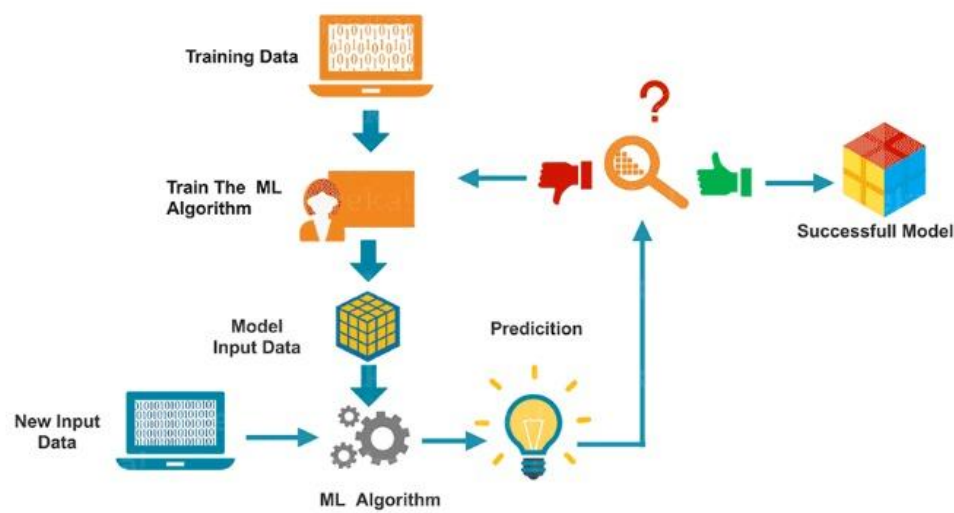 Training Data
Train The ML
Algorithm
?
Successfull Model
Model
Input Data
Predicition
New Input
Data
ML Algorithm